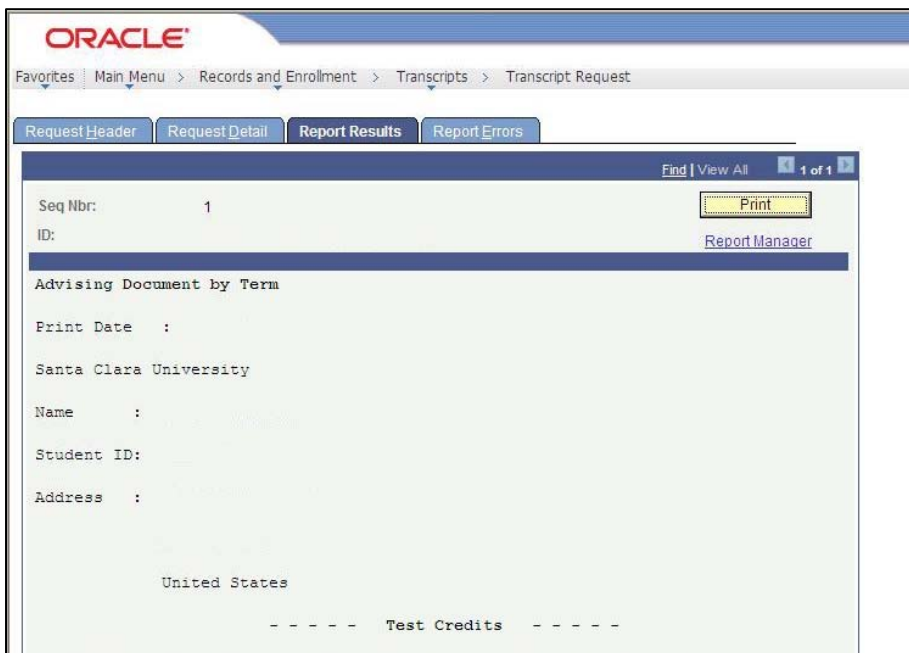 ORACLE®
Favorites Main Menu > Records and Enrollment > Transcripts > Transcript Request
Request Header Request Detail Report Results Report Errors
Find | View All 1 of 1
Seq Nbr: 1 Print
ID: Report Manager
Advising Document by Term
Print Date :
Santa Clara University
Name :
Student ID:
Address :
United States
- - - - - Test Credits - - - - -